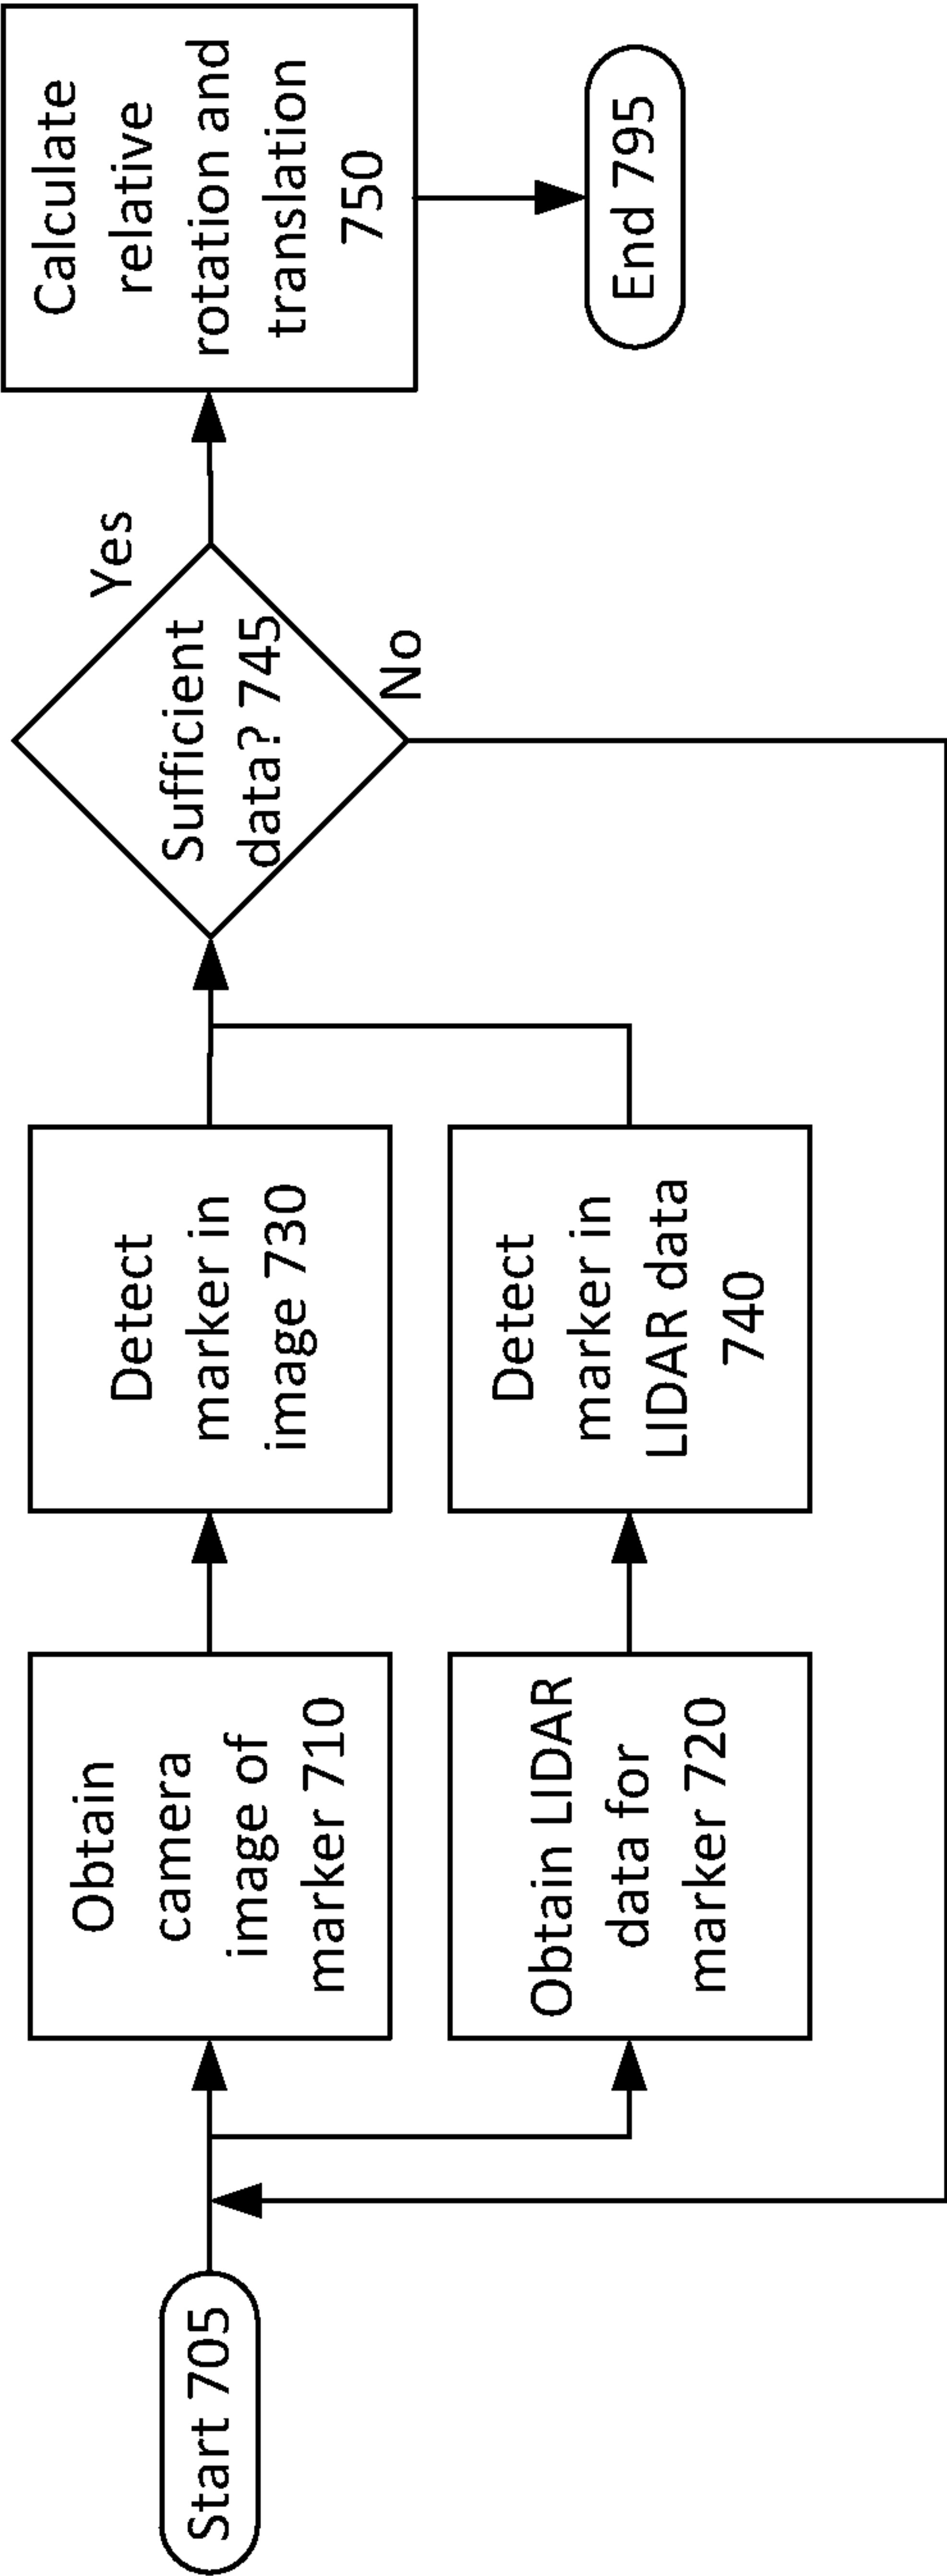 Start 705
Obtain
camera
image of
marker 710
Obtain LIDAR
data for
marker 720
Detect
marker in
image 730
Detect
marker in
LIDAR data
740
Sufficient
data? 745
Yes
No
Calculate
relative
rotation and
translation
750
End 795